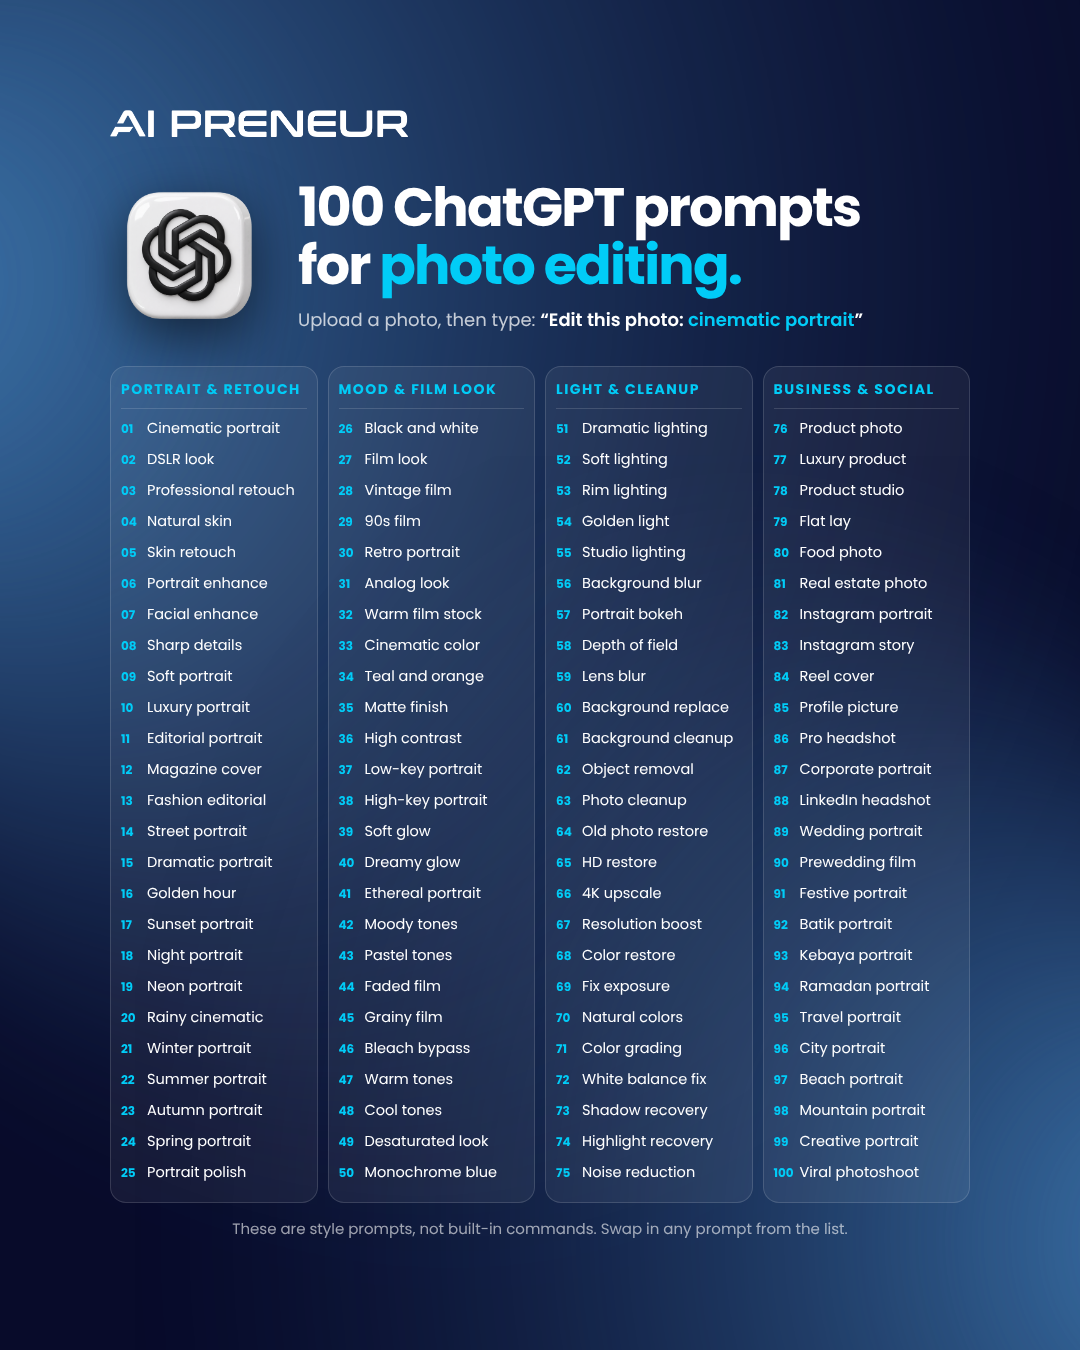 AI PRENEUR
100 ChatGPT prompts
for photo editing.
Upload a photo, then type: “Edit this photo: cinematic portrait”
PORTRAIT & RETOUCH
01 Cinematic portrait
02 DSLR look
03 Professional retouch
04 Natural skin
05 Skin retouch
06 Portrait enhance
07 Facial enhance
08 Sharp details
09 Soft portrait
10 Luxury portrait
11 Editorial portrait
12 Magazine cover
13 Fashion editorial
14 Street portrait
15 Dramatic portrait
16 Golden hour
17 Sunset portrait
18 Night portrait
19 Neon portrait
20 Rainy cinematic
21 Winter portrait
22 Summer portrait
23 Autumn portrait
24 Spring portrait
25 Portrait polish
MOOD & FILM LOOK
26 Black and white
27 Film look
28 Vintage film
29 90s film
30 Retro portrait
31 Analog look
32 Warm film stock
33 Cinematic color
34 Teal and orange
35 Matte finish
36 High contrast
37 Low-key portrait
38 High-key portrait
39 Soft glow
40 Dreamy glow
41 Ethereal portrait
42 Moody tones
43 Pastel tones
44 Faded film
45 Grainy film
46 Bleach bypass
47 Warm tones
48 Cool tones
49 Desaturated look
50 Monochrome blue
LIGHT & CLEANUP
51 Dramatic lighting
52 Soft lighting
53 Rim lighting
54 Golden light
55 Studio lighting
56 Background blur
57 Portrait bokeh
58 Depth of field
59 Lens blur
60 Background replace
61 Background cleanup
62 Object removal
63 Photo cleanup
64 Old photo restore
65 HD restore
66 4K upscale
67 Resolution boost
68 Color restore
69 Fix exposure
70 Natural colors
71 Color grading
72 White balance fix
73 Shadow recovery
74 Highlight recovery
75 Noise reduction
BUSINESS & SOCIAL
76 Product photo
77 Luxury product
78 Product studio
79 Flat lay
80 Food photo
81 Real estate photo
82 Instagram portrait
83 Instagram story
84 Reel cover
85 Profile picture
86 Pro headshot
87 Corporate portrait
88 LinkedIn headshot
89 Wedding portrait
90 Prewedding film
91 Festive portrait
92 Batik portrait
93 Kebaya portrait
94 Ramadan portrait
95 Travel portrait
96 City portrait
97 Beach portrait
98 Mountain portrait
99 Creative portrait
100 Viral photoshoot
These are style prompts, not built-in commands. Swap in any prompt from the list.